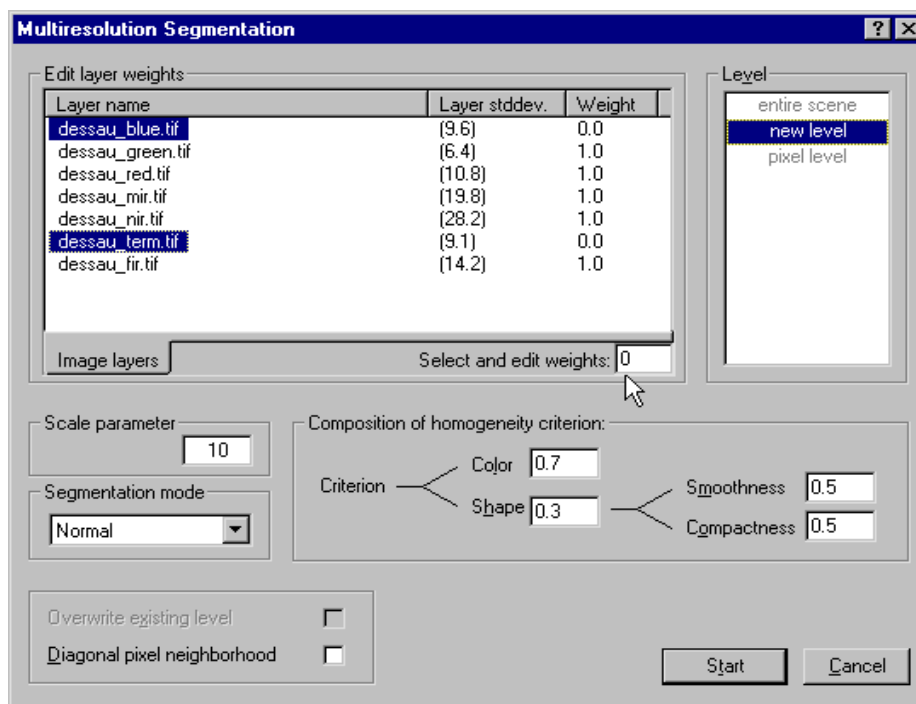 Multiresolution Segmentation
Edit layer weights
Layer name Layer stddev. Weight
dessau_blue.tif (9.6) 0.0
dessau_green.tif (6.4) 1.0
dessau_red.tif (10.8) 1.0
dessau_mir.tif (19.8) 1.0
dessau_nir.tif (28.2) 1.0
dessau_term.tif (9.1) 0.0
dessau_fir.tif (14.2) 1.0
Image layers Select and edit weights: 0
Level
entire scene
new level
pixel level
Scale parameter
10
Segmentation mode
Normal
Composition of homogeneity criterion:
Criterion
Color 0.7
Shape 0.3
Smoothness 0.5
Compactness 0.5
Overwrite existing level
Diagonal pixel neighborhood
Start Cancel